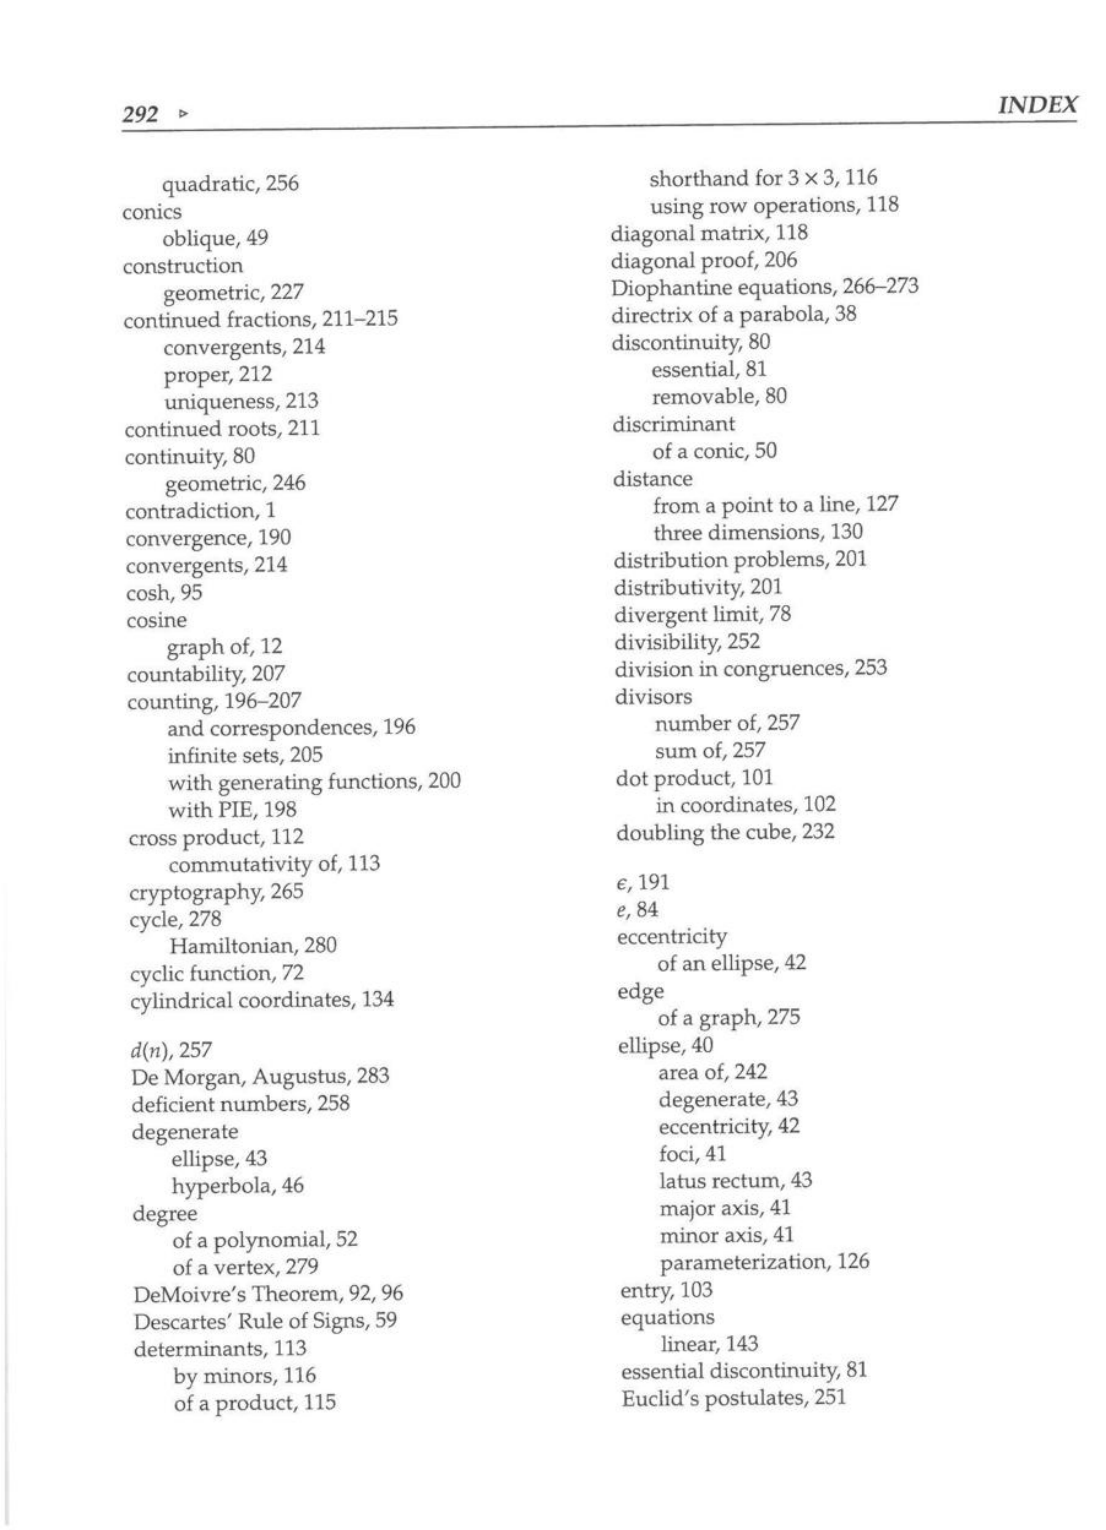 292 ▹ INDEX
quadratic, 256
conics
oblique, 49
construction
geometric, 227
continued fractions, 211–215
convergents, 214
proper, 212
uniqueness, 213
continued roots, 211
continuity, 80
geometric, 246
contradiction, 1
convergence, 190
convergents, 214
cosh, 95
cosine
graph of, 12
countability, 207
counting, 196–207
and correspondences, 196
infinite sets, 205
with generating functions, 200
with PIE, 198
cross product, 112
commutativity of, 113
cryptography, 265
cycle, 278
Hamiltonian, 280
cyclic function, 72
cylindrical coordinates, 134
d(n), 257
De Morgan, Augustus, 283
deficient numbers, 258
degenerate
ellipse, 43
hyperbola, 46
degree
of a polynomial, 52
of a vertex, 279
DeMoivre's Theorem, 92, 96
Descartes' Rule of Signs, 59
determinants, 113
by minors, 116
of a product, 115
shorthand for 3 × 3, 116
using row operations, 118
diagonal matrix, 118
diagonal proof, 206
Diophantine equations, 266–273
directrix of a parabola, 38
discontinuity, 80
essential, 81
removable, 80
discriminant
of a conic, 50
distance
from a point to a line, 127
three dimensions, 130
distribution problems, 201
distributivity, 201
divergent limit, 78
divisibility, 252
division in congruences, 253
divisors
number of, 257
sum of, 257
dot product, 101
in coordinates, 102
doubling the cube, 232
ϵ, 191
e, 84
eccentricity
of an ellipse, 42
edge
of a graph, 275
ellipse, 40
area of, 242
degenerate, 43
eccentricity, 42
foci, 41
latus rectum, 43
major axis, 41
minor axis, 41
parameterization, 126
entry, 103
equations
linear, 143
essential discontinuity, 81
Euclid's postulates, 251